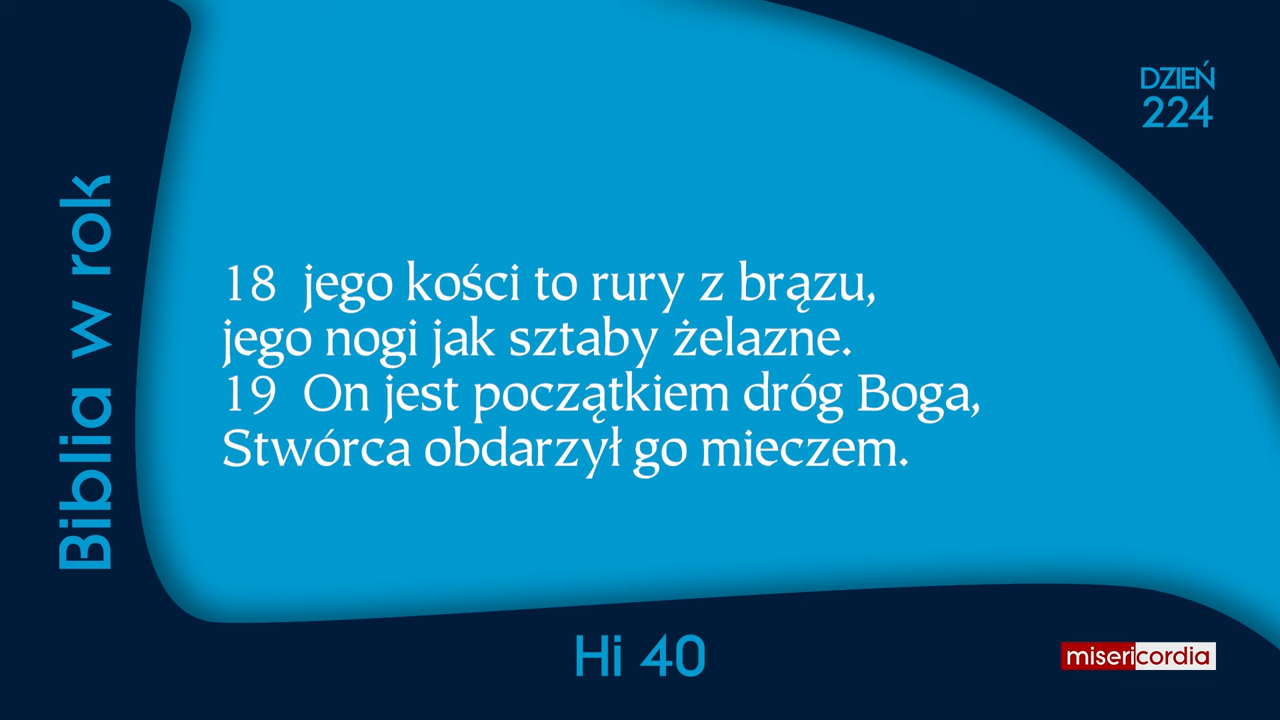 DZIEŃ
224
Biblia w rok
18 jego kości to rury z brązu,
jego nogi jak sztaby żelazne.
19 On jest początkiem dróg Boga,
Stwórca obdarzył go mieczem.
Hi 40
misericordia